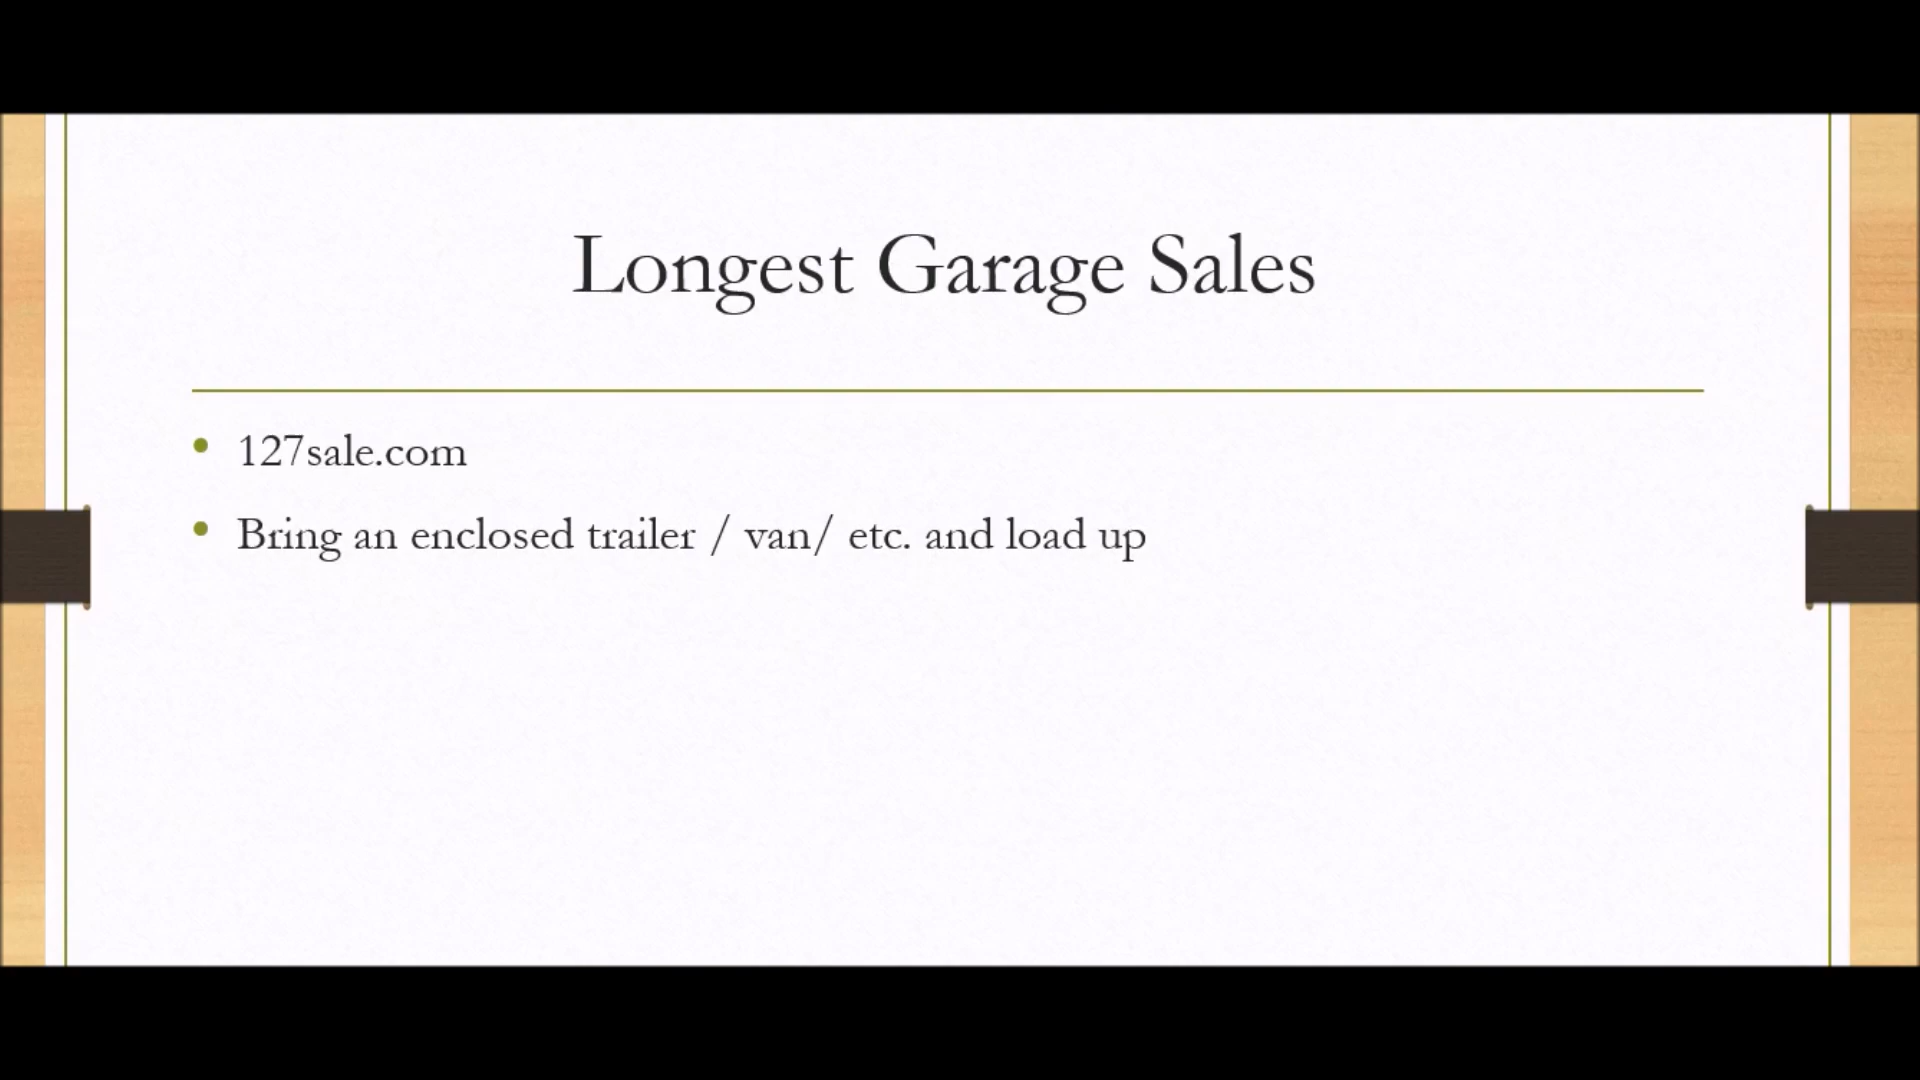 Longest Garage Sales
127sale.com
Bring an enclosed trailer / van/ etc. and load up